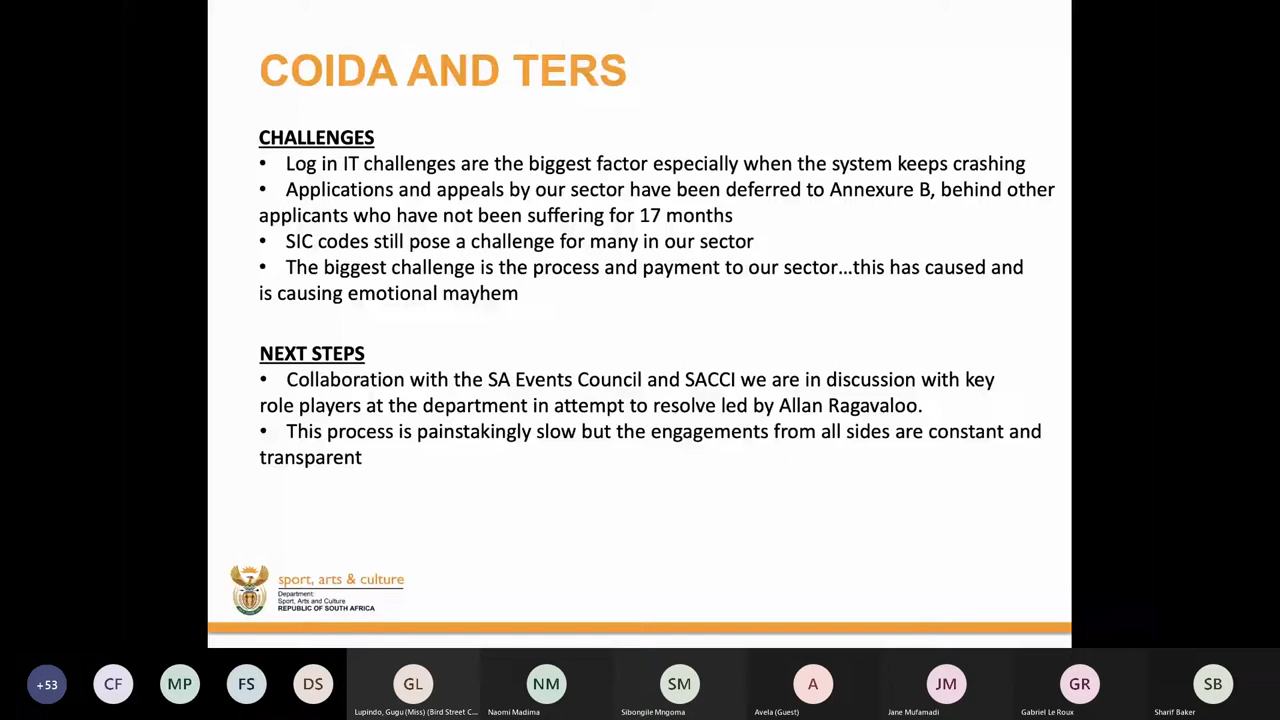 COIDA AND TERS
CHALLENGES
• Log in IT challenges are the biggest factor especially when the system keeps crashing
• Applications and appeals by our sector have been deferred to Annexure B, behind other
applicants who have not been suffering for 17 months
• SIC codes still pose a challenge for many in our sector
• The biggest challenge is the process and payment to our sector...this has caused and
is causing emotional mayhem
NEXT STEPS
• Collaboration with the SA Events Council and SACCI we are in discussion with key
role players at the department in attempt to resolve led by Allan Ragavaloo.
• This process is painstakingly slow but the engagements from all sides are constant and
transparent
sport, arts & culture
Department:
Sport, Arts and Culture
REPUBLIC OF SOUTH AFRICA
+53 CF MP FS DS GL NM SM A JM GR SB
Lupindo, Gugu (Miss) (Bird Street C... Naomi Madima Sibongile Mngoma Avela (Guest) Jane Mufamadi Gabriel Le Roux Sharif Baker